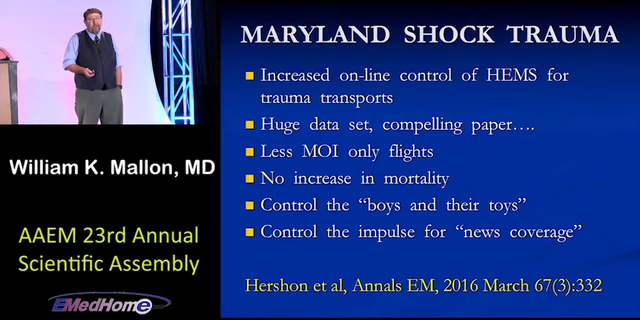 William K. Mallon, MD
AAEM 23rd Annual
Scientific Assembly
EMedHome
MARYLAND SHOCK TRAUMA
Increased on-line control of HEMS for
trauma transports
Huge data set, compelling paper….
Less MOI only flights
No increase in mortality
Control the “boys and their toys”
Control the impulse for “news coverage”
Hershon et al, Annals EM, 2016 March 67(3):332